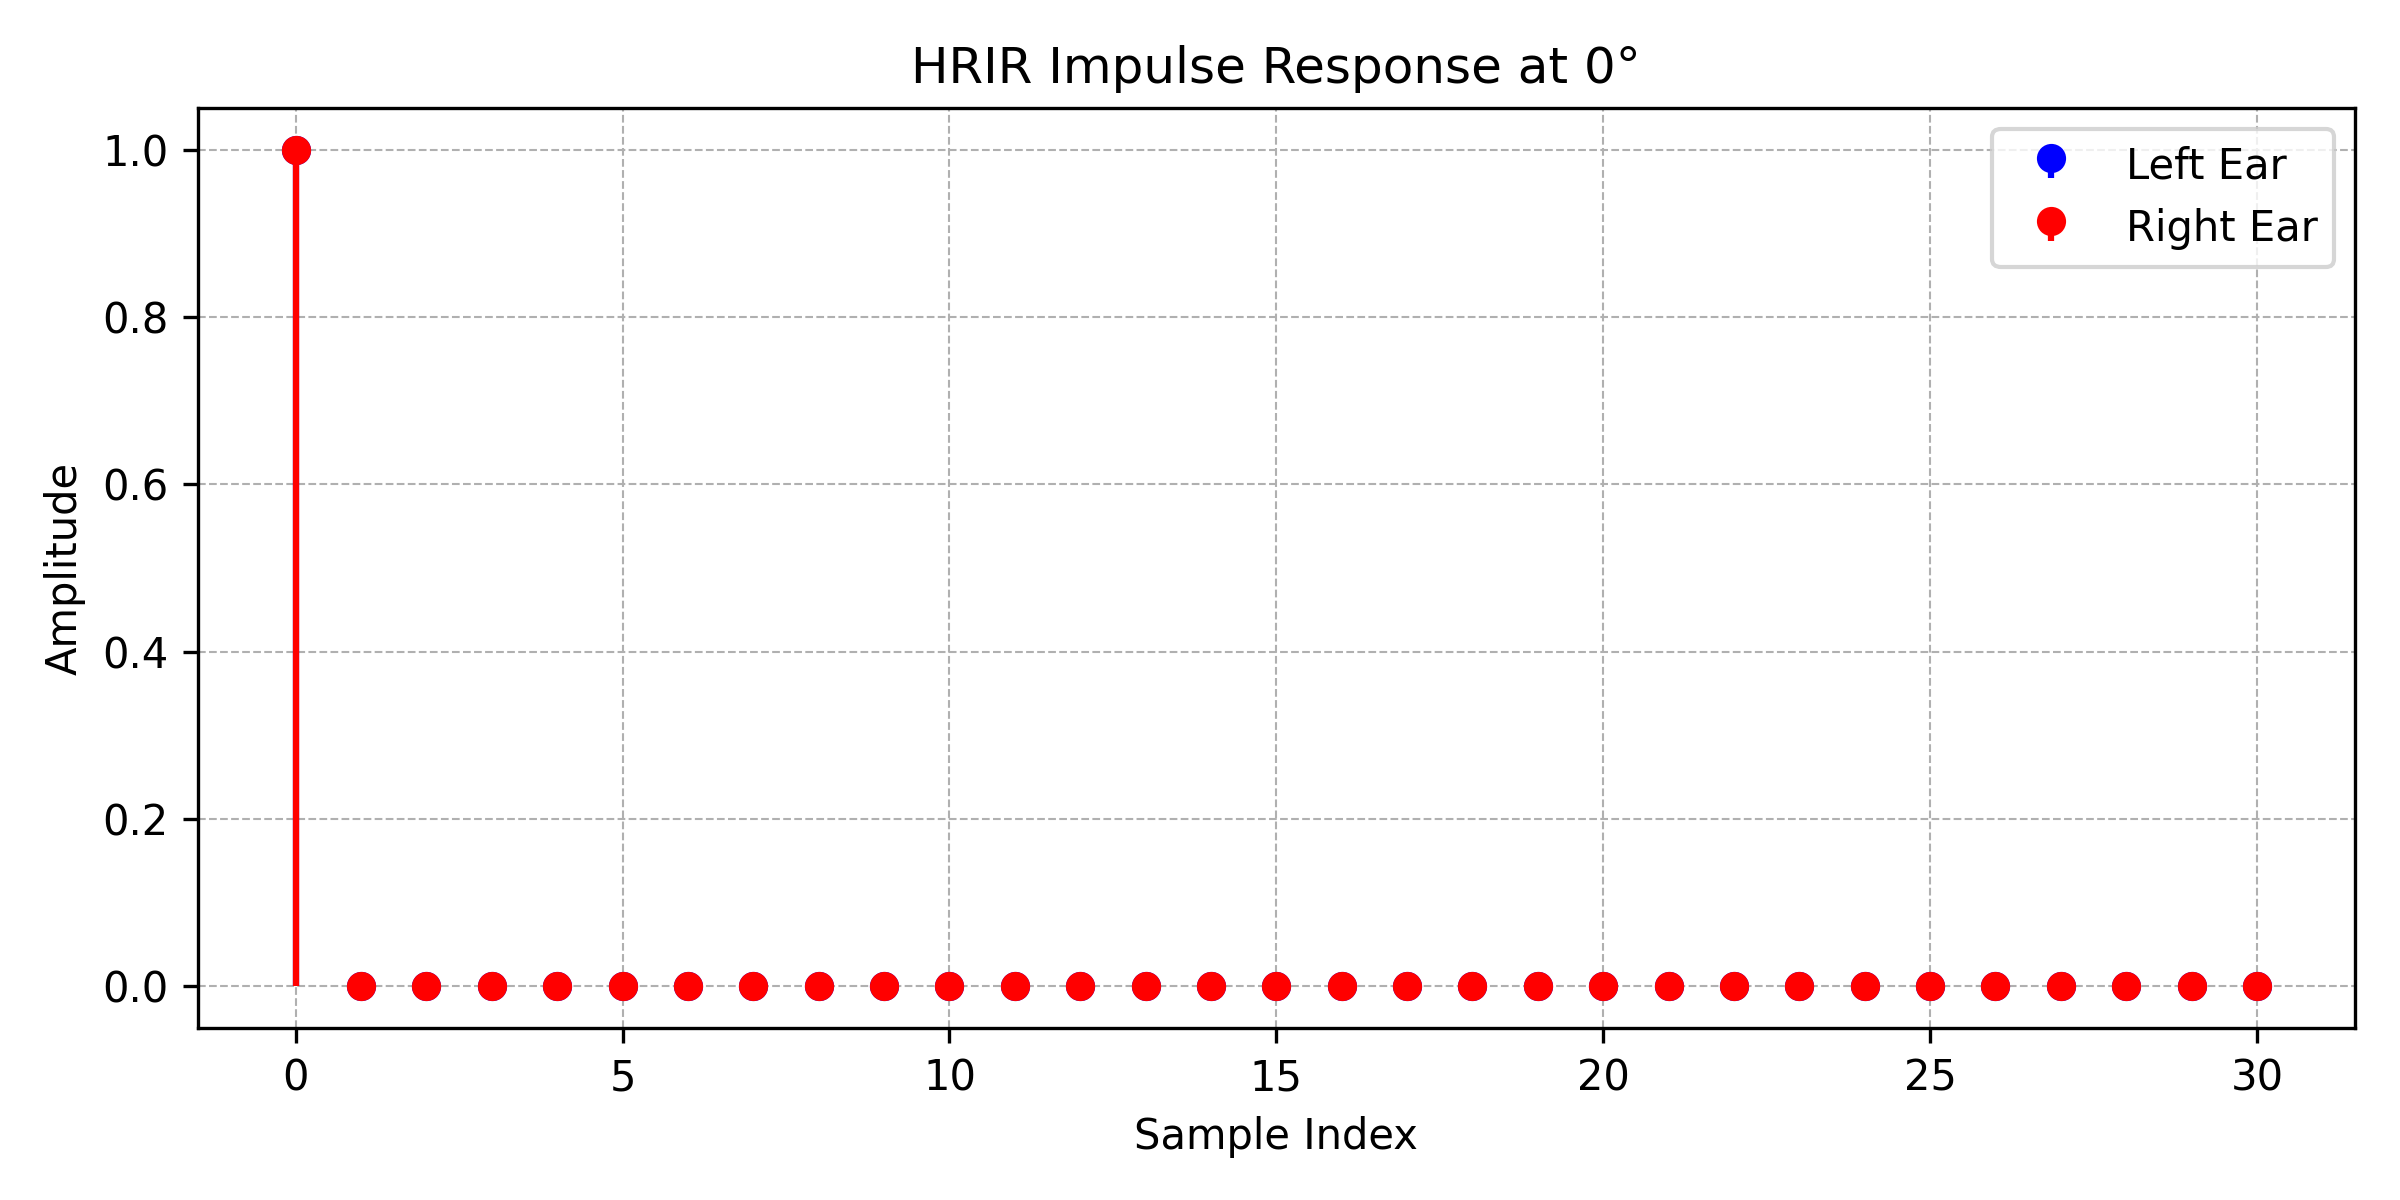 HRIR Impulse Response at 0°
Left Ear
Right Ear
Amplitude
1.0
0.8
0.6
0.4
0.2
0.0
0 5 10 15 20 25 30
Sample Index